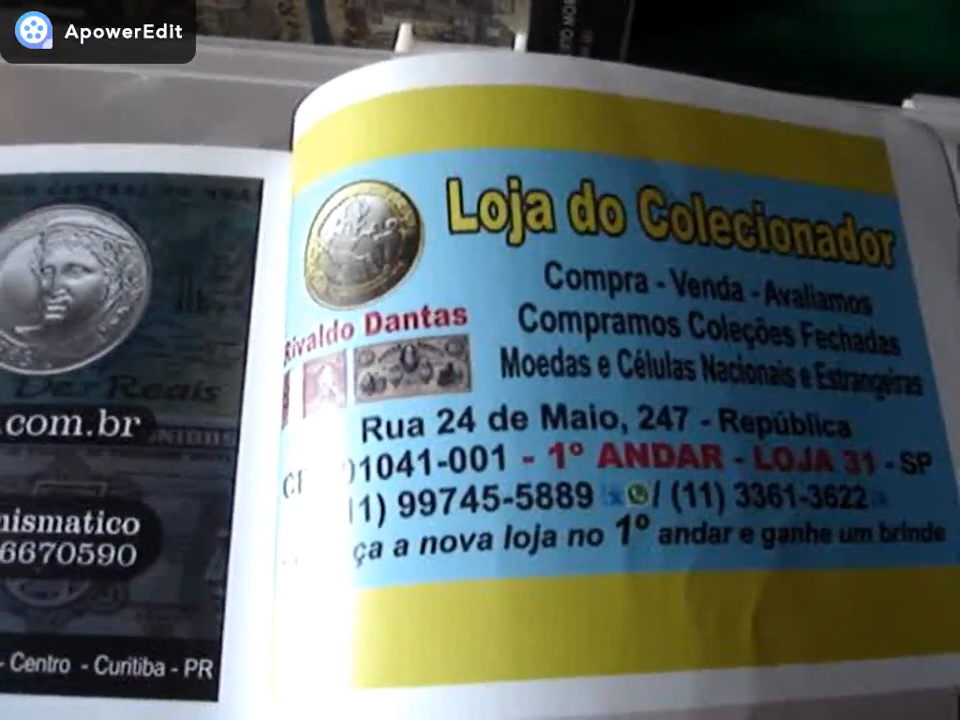 ApowerEdit
Loja do Colecionador
Compra - Venda - Avaliamos
Compramos Coleções Fechadas
Moedas e Células Nacionais e Estrangeiras
Rivaldo Dantas
Rua 24 de Maio, 247 - República
01041-001 - 1º ANDAR - LOJA 31 - SP
1) 99745-5889 / (11) 3361-3622
ça a nova loja no 1º andar e ganhe um brinde
Dez Reais
.com.br
nismatico
6670590
- Centro - Curitiba - PR